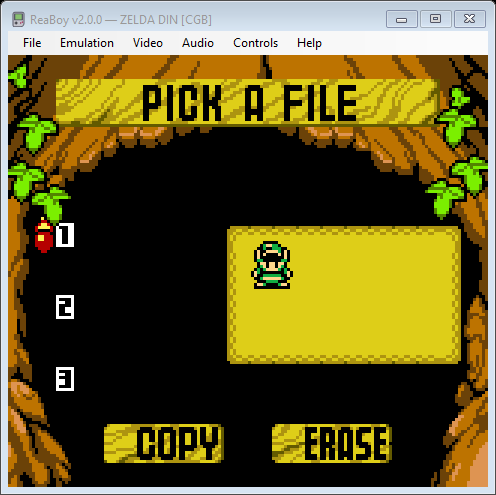 ReaBoy v2.0.0 — ZELDA DIN [CGB]
File Emulation Video Audio Controls Help
PICK A FILE
1
2
3
COPY ERASE